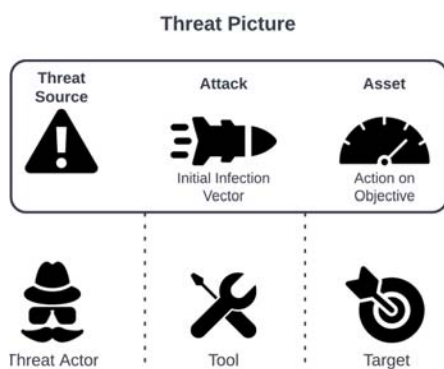 Threat Picture
Threat
Source
Attack
Asset
Initial Infection
Vector
Action on
Objective
Threat Actor
Tool
Target